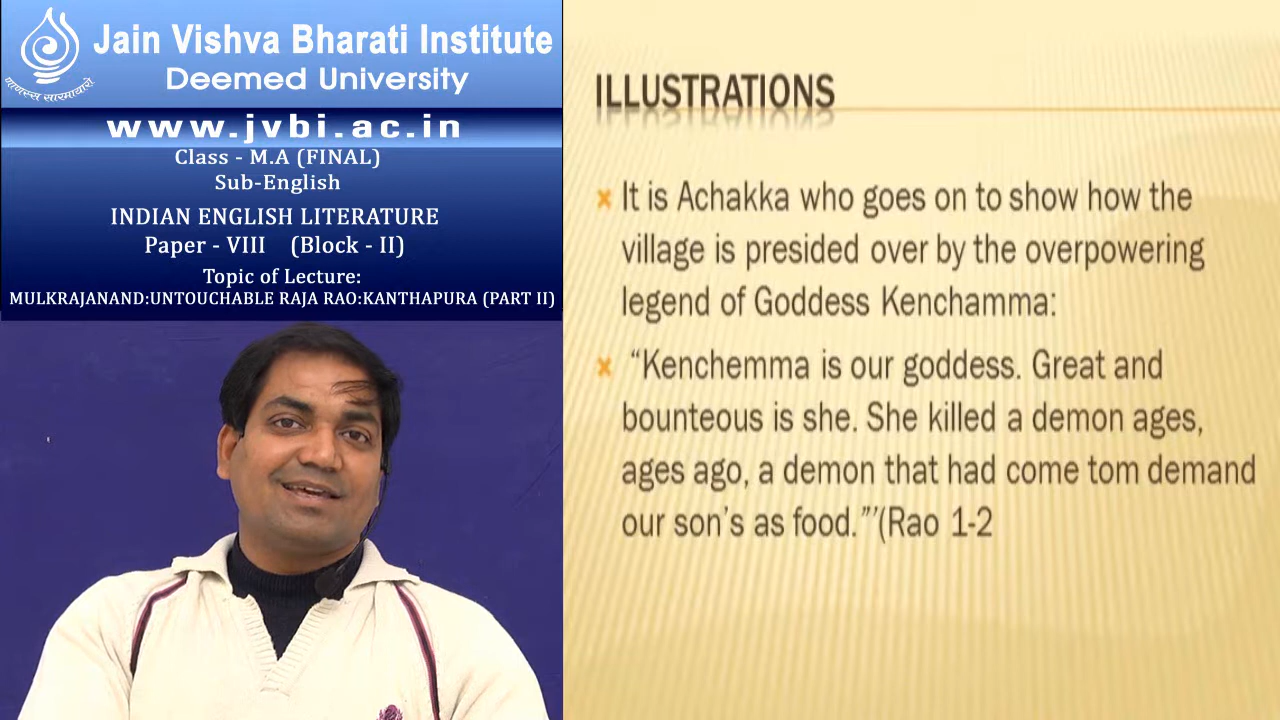 Jain Vishva Bharati Institute
Deemed University
णाणस्स सारमायारो
www.jvbi.ac.in
Class - M.A (FINAL)
Sub-English
INDIAN ENGLISH LITERATURE
Paper - VIII (Block - II)
Topic of Lecture:
MULKRAJANAND:UNTOUCHABLE RAJA RAO:KANTHAPURA (PART II)
ILLUSTRATIONS
It is Achakka who goes on to show how the
village is presided over by the overpowering
legend of Goddess Kenchamma:
“Kenchemma is our goddess. Great and
bounteous is she. She killed a demon ages,
ages ago, a demon that had come tom demand
our son's as food.”’(Rao 1-2